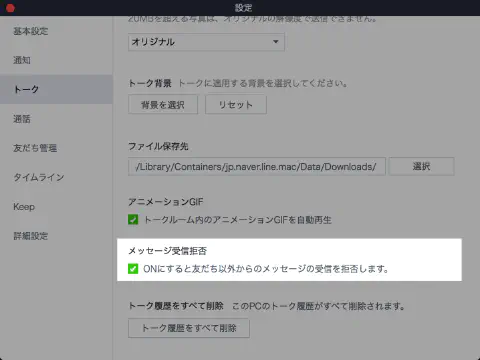 設定
基本設定
通知
トーク
通話
友だち管理
タイムライン
Keep
詳細設定
20MBを超える写真は、オリジナルの解像度で送信できません。
オリジナル
トーク背景 トークに適用する背景を選択してください。
背景を選択 リセット
ファイル保存先
/Library/Containers/jp.naver.line.mac/Data/Downloads/ 選択
アニメーションGIF
トークルーム内のアニメーションGIFを自動再生
メッセージ受信拒否
ONにすると友だち以外からのメッセージの受信を拒否します。
トーク履歴をすべて削除 このPCのトーク履歴がすべて削除されます。
トーク履歴をすべて削除